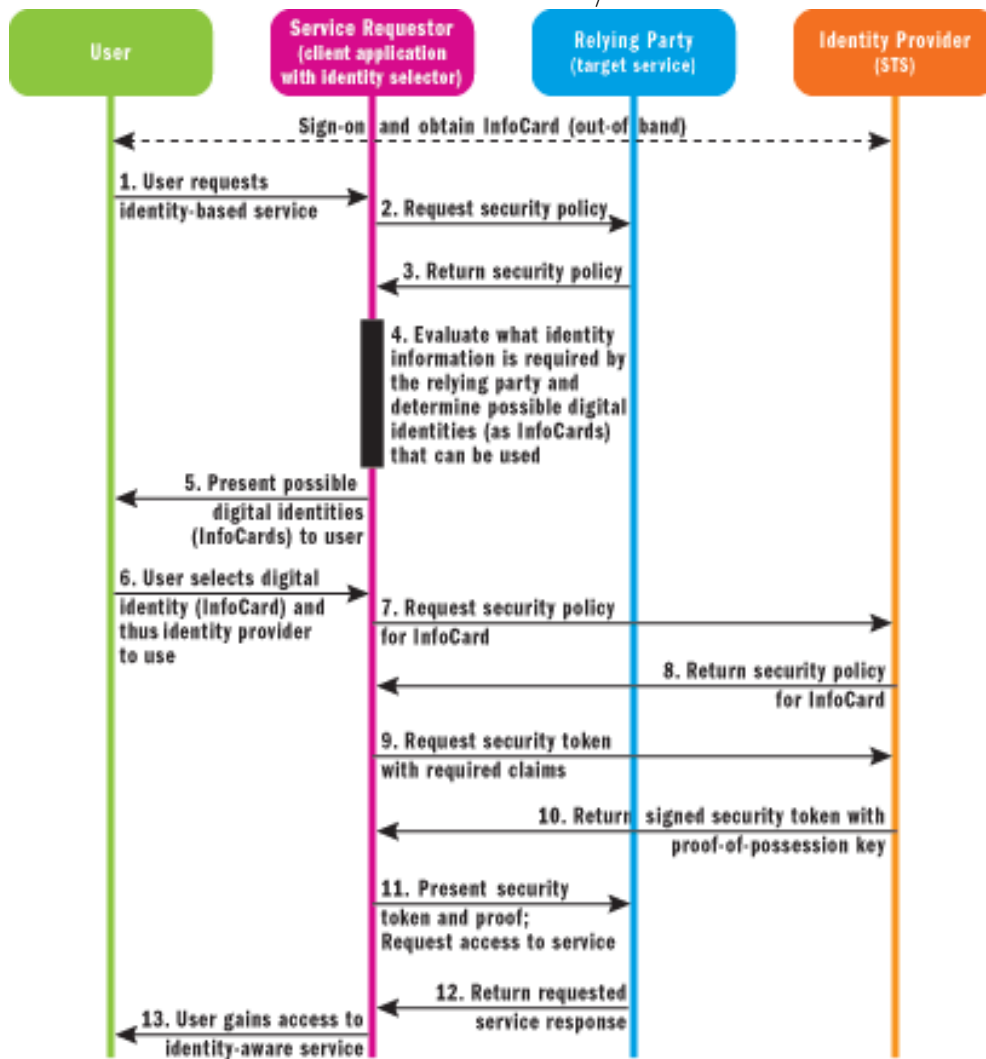 User
Service Requestor
(client application
with identity selector)
Relying Party
(target service)
Identity Provider
(STS)
Sign-on and obtain InfoCard (out-of band)
1. User requests
identity-based service
2. Request security policy
3. Return security policy
4. Evaluate what identity
information is required by
the relying party and
determine possible digital
identities (as InfoCards)
that can be used
5. Present possible
digital identities
(InfoCards) to user
6. User selects digital
identity (InfoCard) and
thus identity provider
to use
7. Request security policy
for InfoCard
8. Return security policy
for InfoCard
9. Request security token
with required claims
10. Return signed security token with
proof-of-possession key
11. Present security
token and proof;
Request access to service
12. Return requested
service response
13. User gains access to
identity-aware service